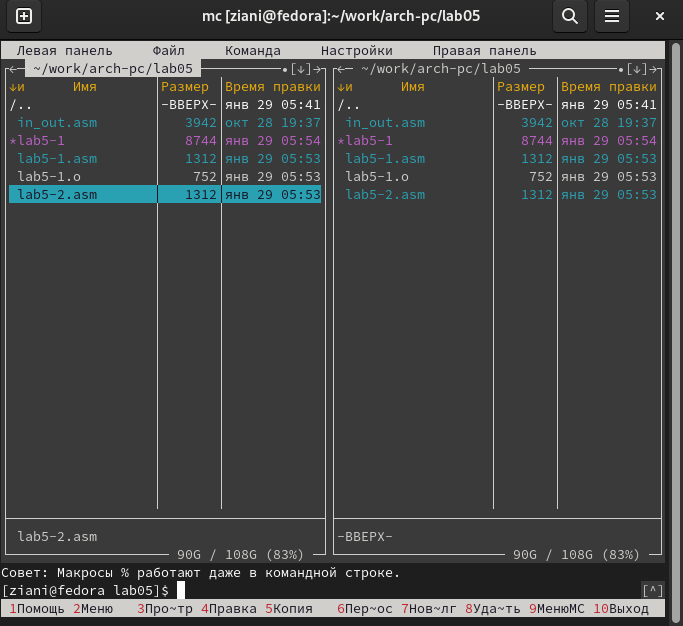 mc [ziani@fedora]:~/work/arch-pc/lab05
Левая панель Файл Команда Настройки Правая панель
←─ ~/work/arch-pc/lab05 •[↓]→ ←─ ~/work/arch-pc/lab05 •[↓]→
↓и Имя Размер Время правки ↓и Имя Размер Время правки
/.. -ВВЕРХ- янв 29 05:41 /.. -ВВЕРХ- янв 29 05:41
in_out.asm 3942 окт 28 19:37 in_out.asm 3942 окт 28 19:37
*lab5-1 8744 янв 29 05:54 *lab5-1 8744 янв 29 05:54
lab5-1.asm 1312 янв 29 05:53 lab5-1.asm 1312 янв 29 05:53
lab5-1.o 752 янв 29 05:53 lab5-1.o 752 янв 29 05:53
lab5-2.asm 1312 янв 29 05:53 lab5-2.asm 1312 янв 29 05:53
lab5-2.asm -ВВЕРХ-
90G / 108G (83%) 90G / 108G (83%)
Совет: Макросы % работают даже в командной строке.
[ziani@fedora lab05]$ [^]
1Помощь 2Меню 3Про~тр 4Правка 5Копия 6Пер~ос 7Нов~лг 8Уда~ть 9МенюМС 10Выход